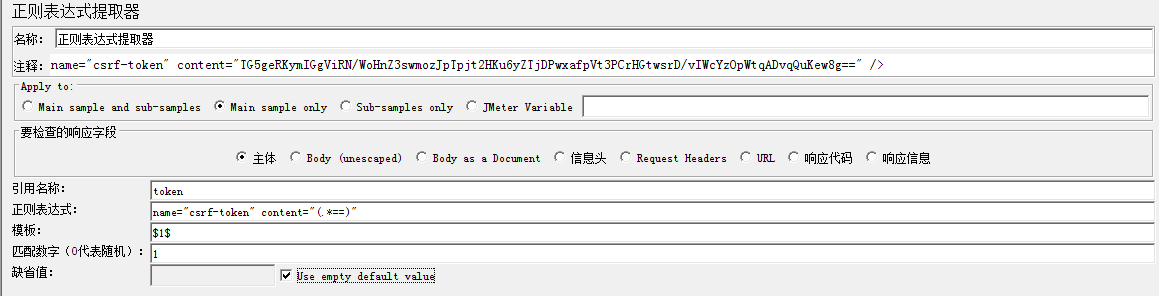 正则表达式提取器
名称: 正则表达式提取器
注释: name="csrf-token" content="TG5geRKymIGgViRN/WoHnZ3swmozJpIpjt2HKu6yZTjDPwxafpVt3PCrHGtwsrD/vIWcYzOpWtqADvqQuKew8g==" />
Apply to:
Main sample and sub-samples Main sample only Sub-samples only JMeter Variable
要检查的响应字段
主体 Body (unescaped) Body as a Document 信息头 Request Headers URL 响应代码 响应信息
引用名称: token
正则表达式: name="csrf-token" content="(.*==)"
模板: $1$
匹配数字（0代表随机）: 1
缺省值: Use empty default value